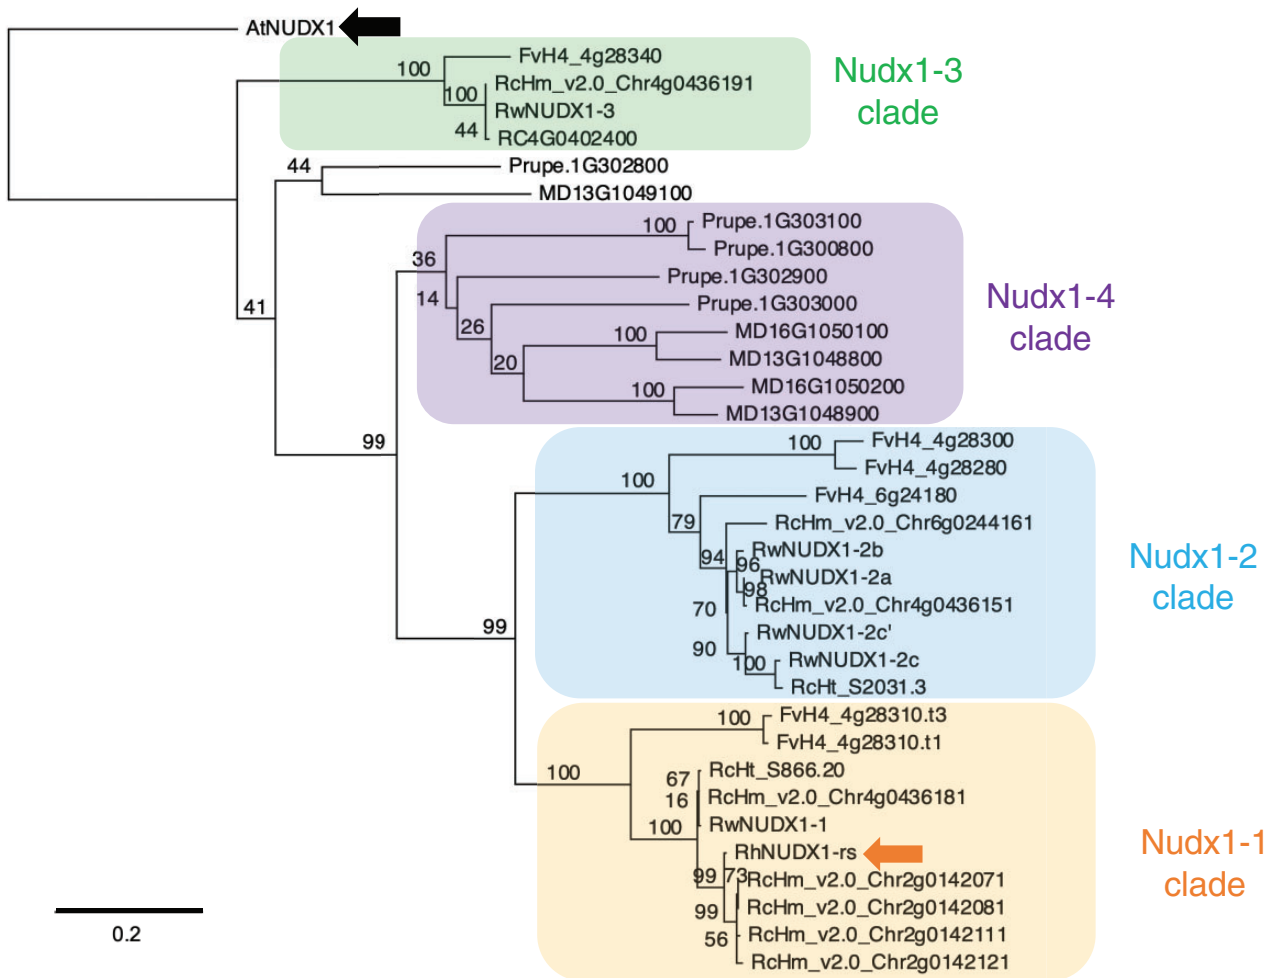 AtNUDX1
FvH4_4g28340
100
RcHm_v2.0_Chr4g0436191
100
RwNUDX1-3
44
RC4G0402400
Nudx1-3
clade
44
Prupe.1G302800
MD13G1049100
Prupe.1G303100
100
Prupe.1G300800
36
Prupe.1G302900
14
Prupe.1G303000
26
MD16G1050100
100
MD13G1048800
20
MD16G1050200
100
MD13G1048900
Nudx1-4
clade
41
99
FvH4_4g28300
100
FvH4_4g28280
100
FvH4_6g24180
79
RcHm_v2.0_Chr6g0244161
94
RwNUDX1-2b
96
RwNUDX1-2a
98
RcHm_v2.0_Chr4g0436151
70
RwNUDX1-2c'
90
RwNUDX1-2c
100
RcHt_S2031.3
Nudx1-2
clade
99
FvH4_4g28310.t3
100
FvH4_4g28310.t1
100
RcHt_S866.20
67
RcHm_v2.0_Chr4g0436181
16
RwNUDX1-1
100
RhNUDX1-rs
99
73
RcHm_v2.0_Chr2g0142071
RcHm_v2.0_Chr2g0142081
99
RcHm_v2.0_Chr2g0142111
56
RcHm_v2.0_Chr2g0142121
Nudx1-1
clade
0.2